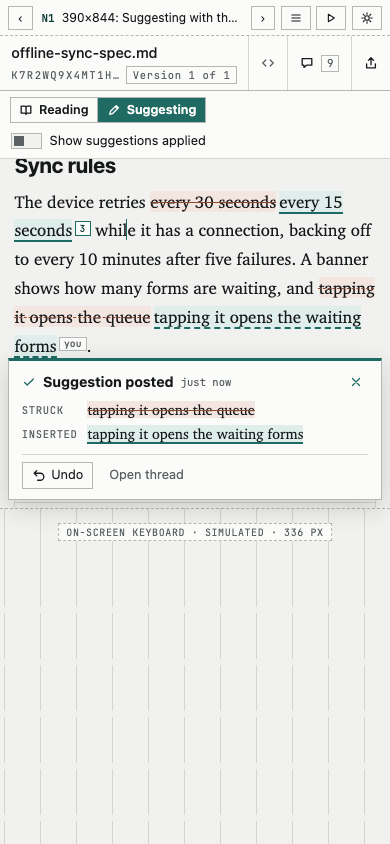 N1 390×844: Suggesting with th…
offline-sync-spec.md
K7R2WQ9X4MT1H… Version 1 of 1
9
Reading Suggesting
Show suggestions applied
Sync rules
The device retries every 30 seconds every 15
seconds 3 while it has a connection, backing off
to every 10 minutes after five failures. A banner
shows how many forms are waiting, and tapping
it opens the queue tapping it opens the waiting
forms you.
Suggestion posted just now
STRUCK tapping it opens the queue
INSERTED tapping it opens the waiting forms
Undo Open thread
ON-SCREEN KEYBOARD · SIMULATED · 336 PX